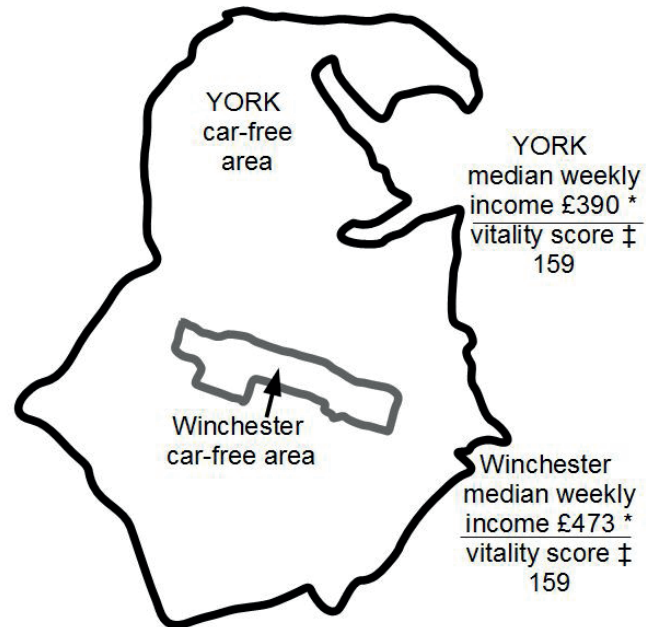 YORK
car-free
area
YORK
median weekly
income £390 *
vitality score ‡
159
Winchester
car-free area
Winchester
median weekly
income £473 *
vitality score ‡
159